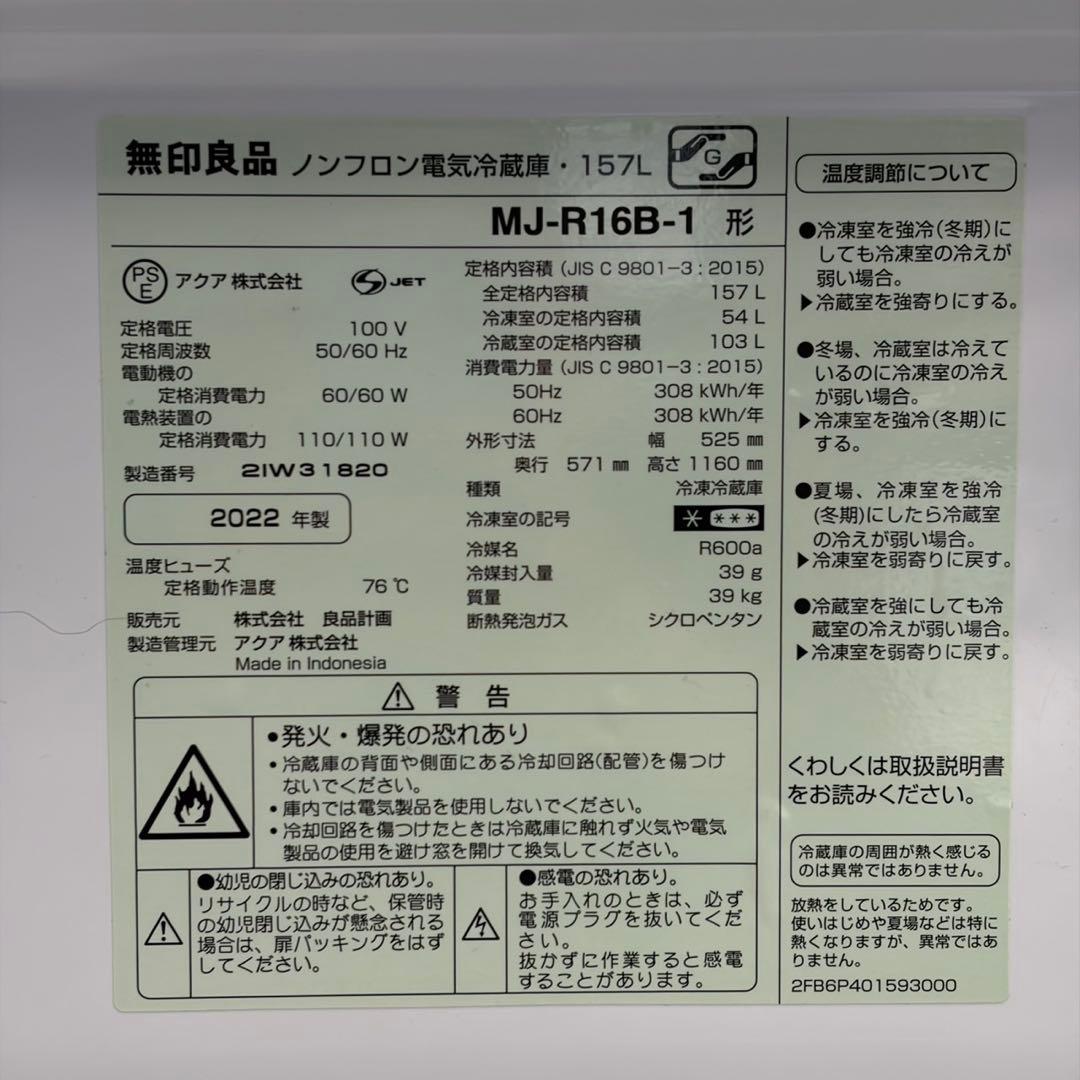 無印良品 ノンフロン電気冷蔵庫・157L G
MJ-R16B-1 形
PS E アクア 株式会社 S JET
定格電圧 100 V
定格周波数 50/60 Hz
電動機の
定格消費電力 60/60 W
電熱装置の
定格消費電力 110/110 W
製造番号 2IW31820
2022 年製
温度ヒューズ
定格動作温度 76 ℃
販売元 株式会社 良品計画
製造管理元 アクア 株式会社
Made in Indonesia
定格内容積 (JIS C 9801-3 : 2015)
全定格内容積 157 L
冷凍室の定格内容積 54 L
冷蔵室の定格内容積 103 L
消費電力量 (JIS C 9801-3 : 2015)
50Hz 308 kWh/年
60Hz 308 kWh/年
外形寸法 幅 525 ㎜
奥行 571 ㎜ 高さ 1160 ㎜
種類 冷凍冷蔵庫
冷凍室の記号 * ***
冷媒名 R600a
冷媒封入量 39 g
質量 39 kg
断熱発泡ガス シクロペンタン
⚠ 警告
•発火・爆発の恐れあり
•冷蔵庫の背面や側面にある冷却回路(配管)を傷つけ
ないでください。
•庫内では電気製品を使用しないでください。
•冷却回路を傷つけたときは冷蔵庫に触れず火気や電気
製品の使用を避け窓を開けて換気してください。
●幼児の閉じ込みの恐れあり。
リサイクルの時など、保管時
の幼児閉じ込みが懸念される
場合は、扉パッキングをはず
してください。
●感電の恐れあり。
お手入れのときは、必ず
電源プラグを抜いてくだ
さい。
抜かずに作業すると感電
することがあります。
温度調節について
●冷凍室を強冷(冬期)に
しても冷凍室の冷えが
弱い場合。
▶冷蔵室を強寄りにする。
●冬場、冷蔵室は冷えて
いるのに冷凍室の冷え
が弱い場合。
▶冷凍室を強冷(冬期)に
する。
●夏場、冷凍室を強冷
(冬期)にしたら冷蔵室
の冷えが弱い場合。
▶冷凍室を弱寄りに戻す。
●冷蔵室を強にしても冷
蔵室の冷えが弱い場合。
▶冷凍室を弱寄りに戻す。
くわしくは取扱説明書
をお読みください。
冷蔵庫の周囲が熱く感じる
のは異常ではありません。
放熱をしているためです。
使いはじめや夏場などは特に
熱くなりますが、異常ではあ
りません。
2FB6P401593000